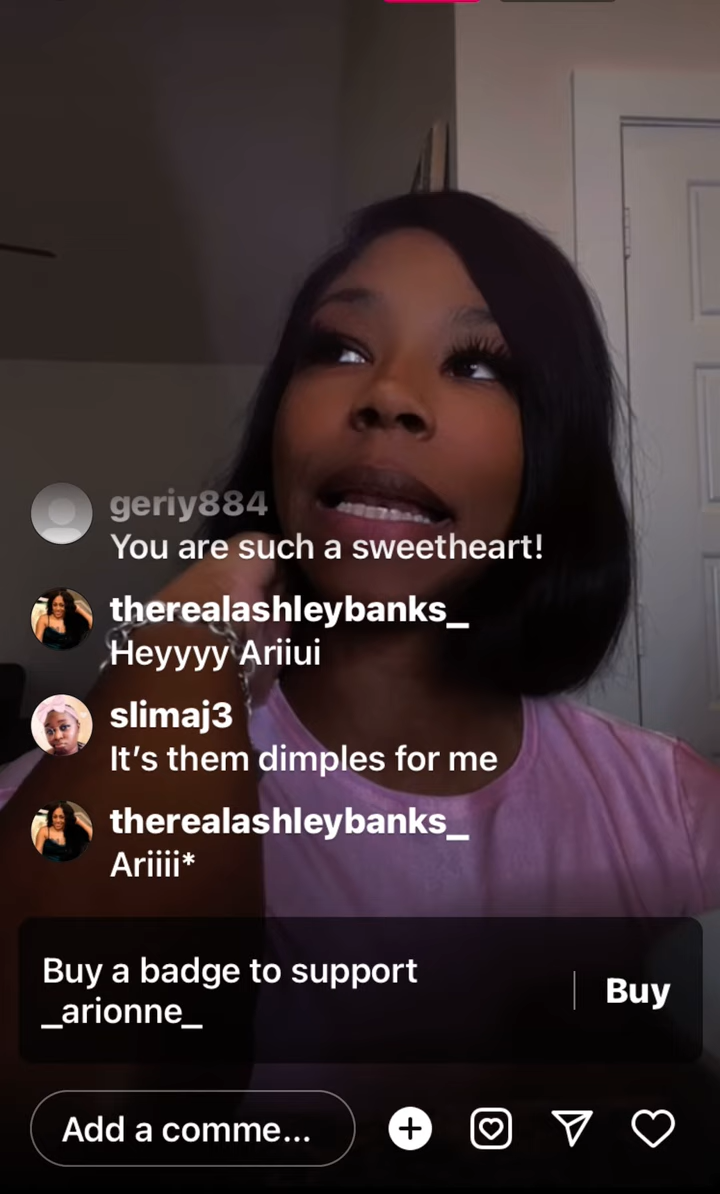 geriy884
You are such a sweetheart!
therealashleybanks_
Heyyyy Ariiui
slimaj3
It’s them dimples for me
therealashleybanks_
Ariiii*
Buy a badge to support
_arionne_
Buy
Add a comme...